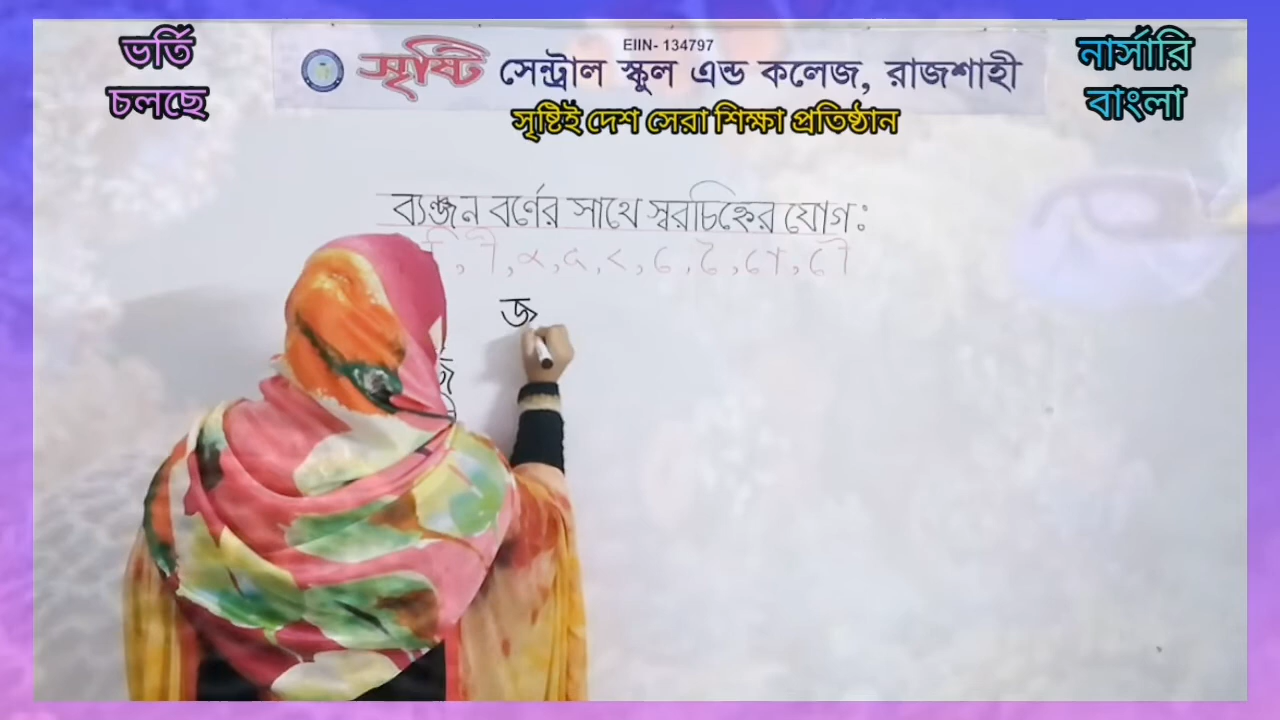 ভর্তি
চলছে
EIIN- 134797
সৃষ্টি সেন্ট্রাল স্কুল এন্ড কলেজ, রাজশাহী
সৃষ্টিই দেশ সেরা শিক্ষা প্রতিষ্ঠান
নার্সারি
বাংলা
ব্যঞ্জন বর্ণের সাথে স্বরচিহ্নের যোগ:
ি, ী, ু, ূ, ৃ, ে, ৈ, ো, ৌ
জ